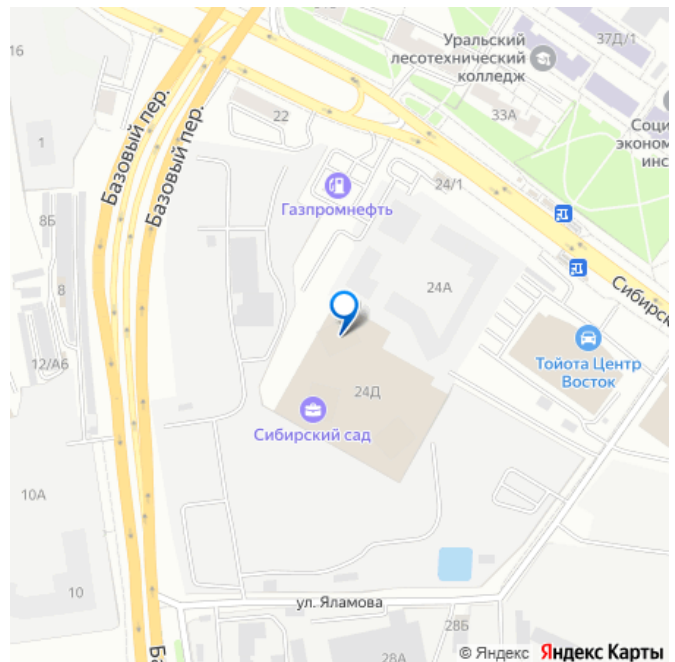 16
Уральский
лесотехнический
колледж
37Д/1
22
33А
Соци
эконом
инс
1
Базовый пер.
Базовый пер.
24/1
Газпромнефть
8Б
8
24А
Сибирск
12/А6
Тойота Центр
Восток
24Д
Сибирский сад
10А
10
ул. Яламова
28Б
28А
Ба
© Яндекс Яндекс Карты